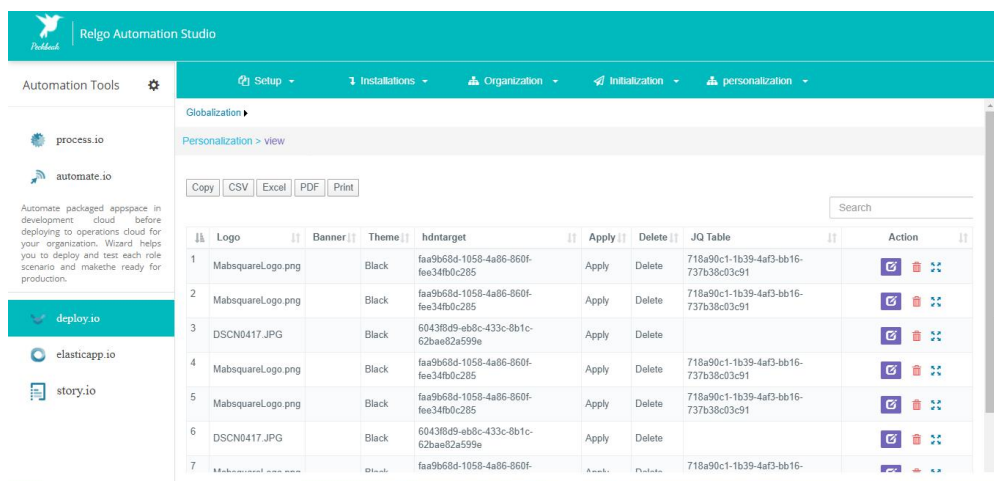 Peckbeak
Relgo Automation Studio
Automation Tools
Setup
Installations
Organization
Initialization
personalization
Globalization
Personalization > view
process.io
automate.io
Automate packaged appspace in
development cloud before
deploying to operations cloud for
your organization. Wizard helps
you to deploy and test each role
scenario and makethe ready for
production.
deploy.io
elasticapp.io
story.io
Copy CSV Excel PDF Print
Search
Logo Banner Theme hdntarget Apply Delete JQ Table Action
1 MabsquareLogo.png Black faa9b68d-1058-4a86-860f- Apply Delete 718a90c1-1b39-4af3-bb16-
fee34fb0c285 737b38c03c91
2 MabsquareLogo.png Black faa9b68d-1058-4a86-860f- Apply Delete 718a90c1-1b39-4af3-bb16-
fee34fb0c285 737b38c03c91
3 DSCN0417.JPG Black 6043f8d9-eb8c-433c-8b1c- Apply Delete
62bae82a599e
4 MabsquareLogo.png Black faa9b68d-1058-4a86-860f- Apply Delete 718a90c1-1b39-4af3-bb16-
fee34fb0c285 737b38c03c91
5 MabsquareLogo.png Black faa9b68d-1058-4a86-860f- Apply Delete 718a90c1-1b39-4af3-bb16-
fee34fb0c285 737b38c03c91
6 DSCN0417.JPG Black 6043f8d9-eb8c-433c-8b1c- Apply Delete
62bae82a599e
7 MabsquareLogo.png Black faa9b68d-1058-4a86-860f- Apply Delete 718a90c1-1b39-4af3-bb16-